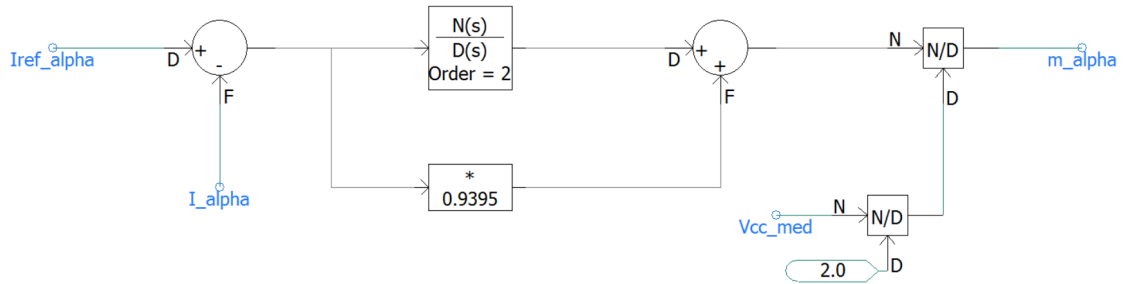 Iref_alpha
D
+
-
F
I_alpha
N(s)
D(s)
Order = 2
*
0.9395
D
+
+
F
N
N/D
D
m_alpha
Vcc_med
N
N/D
D
2.0